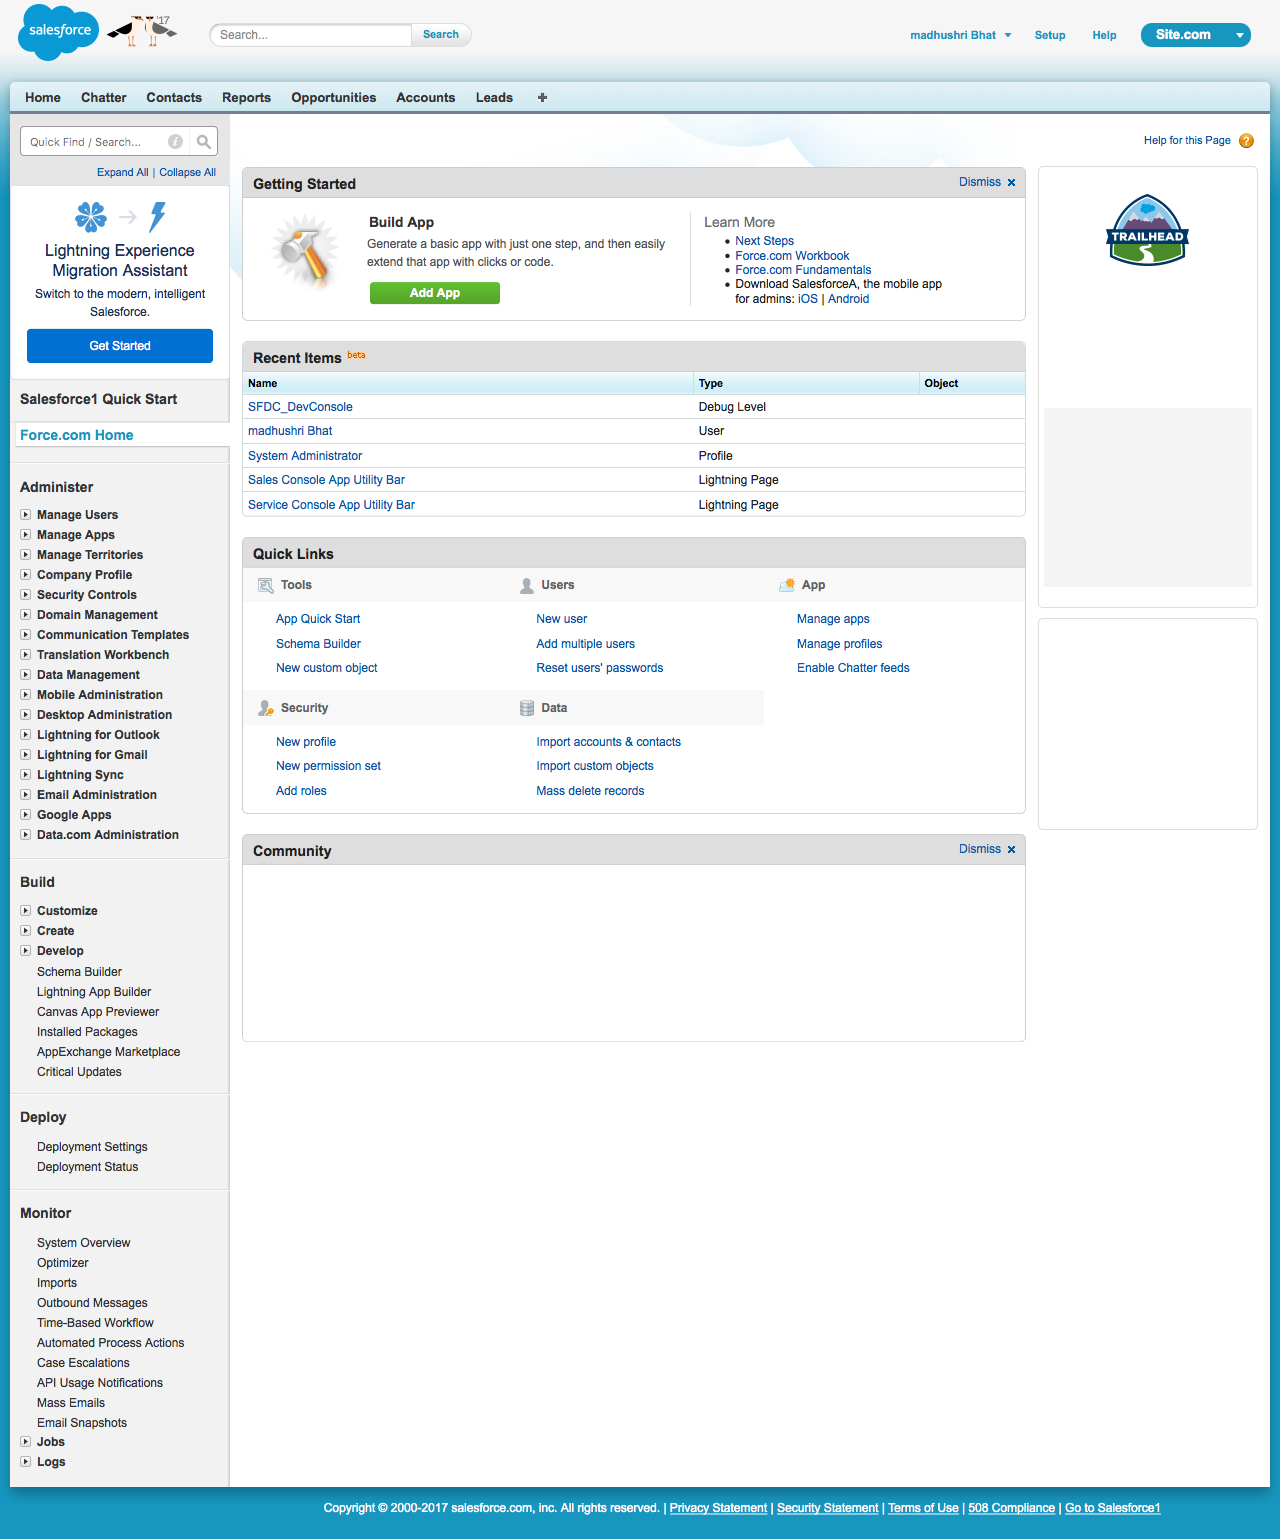 salesforce
'17
Search...
Search
madhushri Bhat
Setup
Help
Site.com
Home Chatter Contacts Reports Opportunities Accounts Leads +
Quick Find / Search...
Expand All | Collapse All
Lightning Experience
Migration Assistant
Switch to the modern, intelligent
Salesforce.
Get Started
Salesforce1 Quick Start
Force.com Home
Administer
Manage Users
Manage Apps
Manage Territories
Company Profile
Security Controls
Domain Management
Communication Templates
Translation Workbench
Data Management
Mobile Administration
Desktop Administration
Lightning for Outlook
Lightning for Gmail
Lightning Sync
Email Administration
Google Apps
Data.com Administration
Build
Customize
Create
Develop
Schema Builder
Lightning App Builder
Canvas App Previewer
Installed Packages
AppExchange Marketplace
Critical Updates
Deploy
Deployment Settings
Deployment Status
Monitor
System Overview
Optimizer
Imports
Outbound Messages
Time-Based Workflow
Automated Process Actions
Case Escalations
API Usage Notifications
Mass Emails
Email Snapshots
Jobs
Logs
Help for this Page ?
Getting Started
Dismiss x
Build App
Generate a basic app with just one step, and then easily
extend that app with clicks or code.
Add App
Learn More
• Next Steps
• Force.com Workbook
• Force.com Fundamentals
• Download SalesforceA, the mobile app
for admins: iOS | Android
Recent Items beta
Name Type Object
SFDC_DevConsole Debug Level
madhushri Bhat User
System Administrator Profile
Sales Console App Utility Bar Lightning Page
Service Console App Utility Bar Lightning Page
Quick Links
Tools Users App
App Quick Start New user Manage apps
Schema Builder Add multiple users Manage profiles
New custom object Reset users' passwords Enable Chatter feeds
Security Data
New profile Import accounts & contacts
New permission set Import custom objects
Add roles Mass delete records
Community
Dismiss x
TRAILHEAD
Copyright © 2000-2017 salesforce.com, inc. All rights reserved. | Privacy Statement | Security Statement | Terms of Use | 508 Compliance | Go to Salesforce1